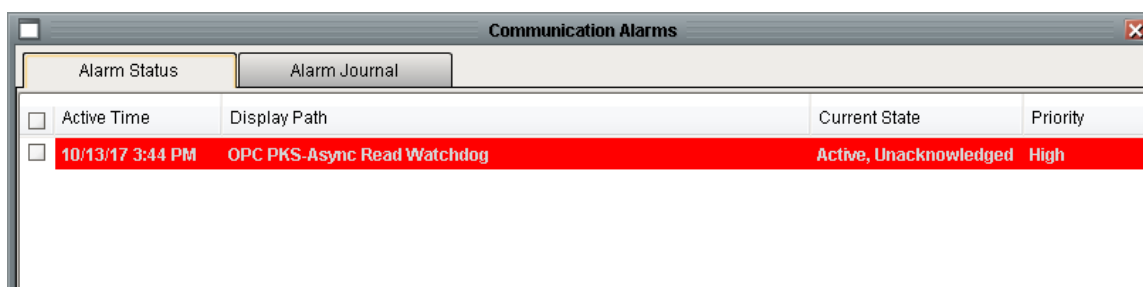 Communication Alarms
Alarm Status Alarm Journal
Active Time Display Path Current State Priority
10/13/17 3:44 PM OPC PKS-Async Read Watchdog Active, Unacknowledged High